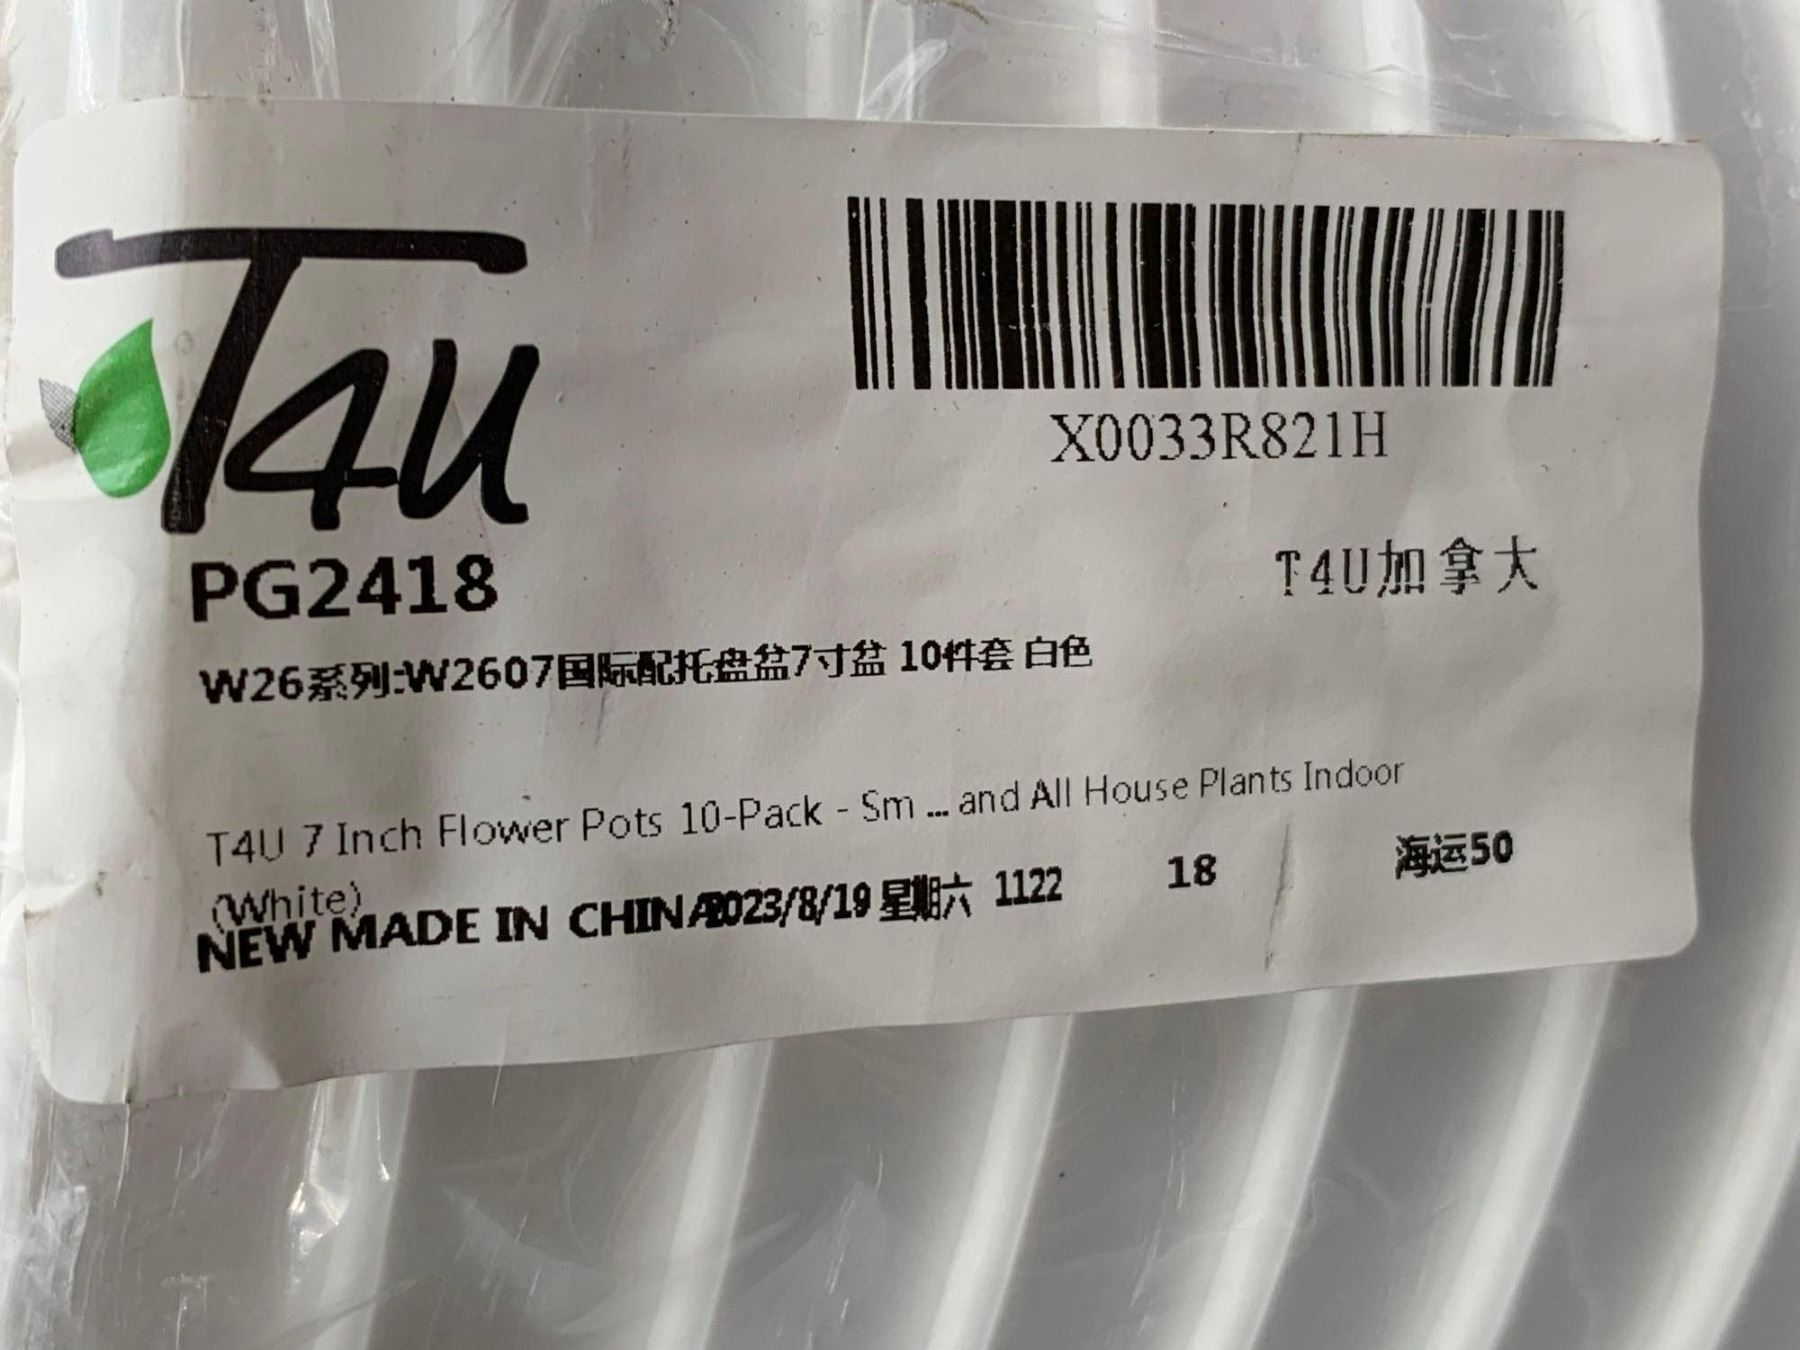 T4U
X0033R821H
PG2418
T4U加拿大
W26系列:W2607国际配托盘盆7寸盆 10件套 白色
T4U 7 Inch Flower Pots 10-Pack - Sm ... and All House Plants Indoor
(White)
NEW MADE IN CHINA 2023/8/19 星期六 1122 18 海运50